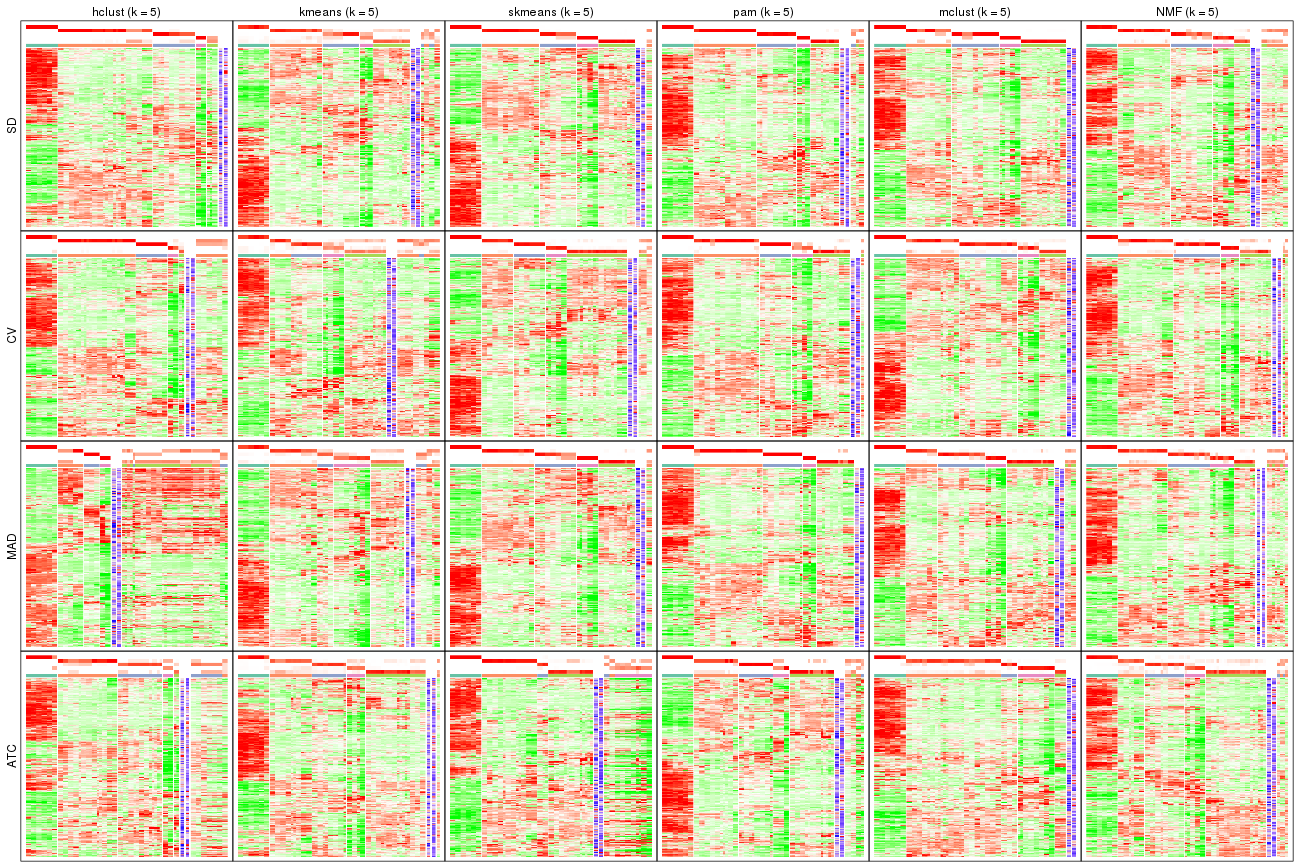 hclust (k = 5) kmeans (k = 5) skmeans (k = 5) pam (k = 5) mclust (k = 5) NMF (k = 5)
SD
CV
MAD
ATC